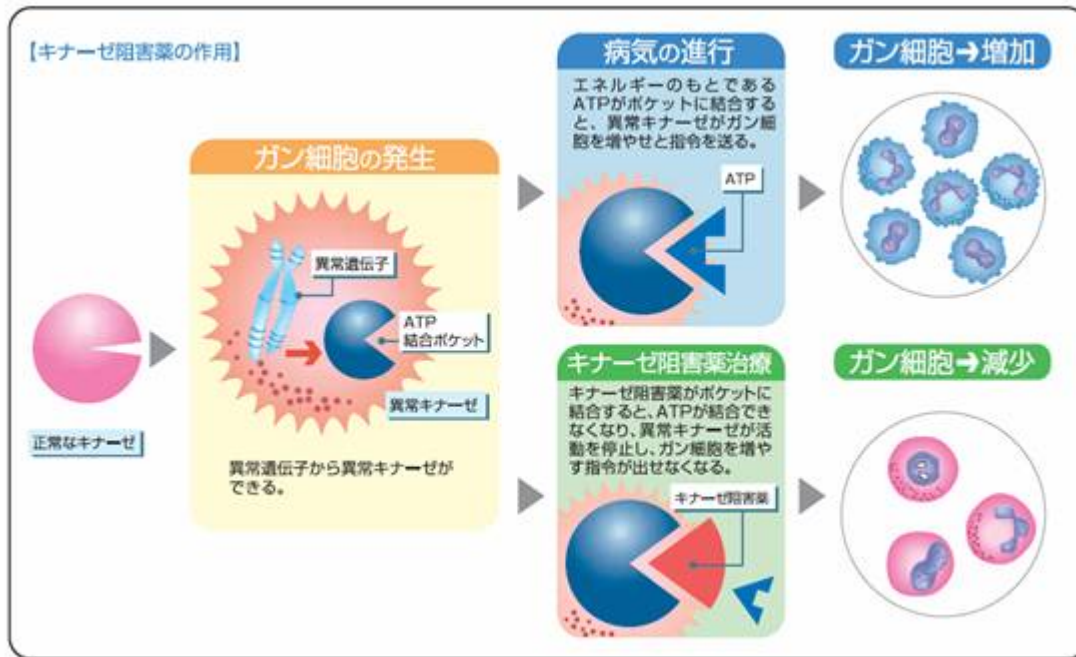 【キナーゼ阻害薬の作用】
正常なキナーゼ
ガン細胞の発生
異常遺伝子
ATP
結合ポケット
異常キナーゼ
異常遺伝子から異常キナーゼが
できる。
病気の進行
エネルギーのもとである
ATPがポケットに結合する
と、異常キナーゼがガン細
胞を増やせと指令を送る。
ATP
ガン細胞→増加
キナーゼ阻害薬治療
キナーゼ阻害薬がポケットに
結合すると、ATPが結合でき
なくなり、異常キナーゼが活
動を停止し、ガン細胞を増や
す指令が出せなくなる。
キナーゼ阻害薬
ガン細胞→減少